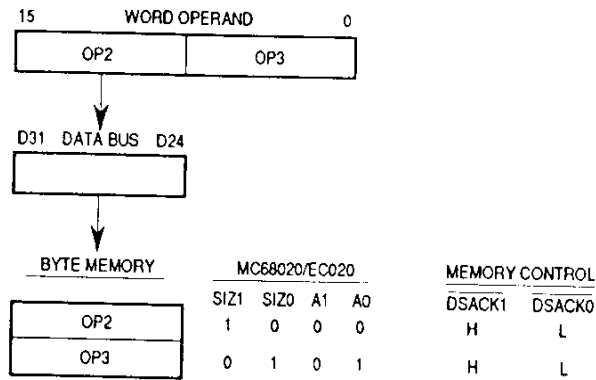 15 WORD OPERAND 0
OP2 OP3
D31 DATA BUS D24
BYTE MEMORY MC68020/EC020 MEMORY CONTROL
SIZ1 SIZ0 A1 A0 DSACK1 DSACK0
OP2 1 0 0 0 H L
OP3 0 1 0 1 H L